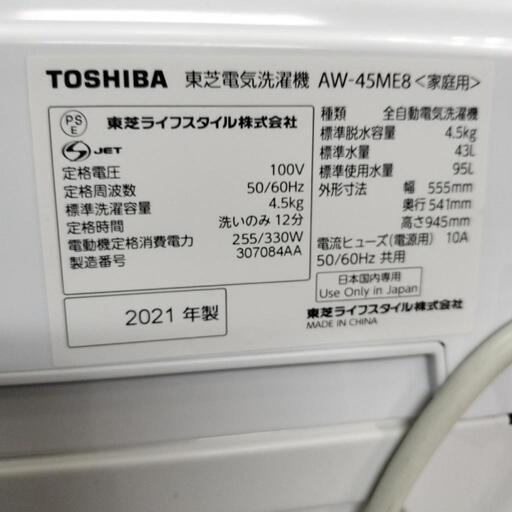 TOSHIBA 東芝電気洗濯機 AW-45ME8<家庭用>
PSE 東芝ライフスタイル株式会社
S JET
定格電圧 100V
定格周波数 50/60Hz
標準洗濯容量 4.5kg
定格時間 洗いのみ 12分
電動機定格消費電力 255/330W
製造番号 307084AA
2021 年製
種類 全自動電気洗濯機
標準脱水容量 4.5kg
標準水量 43L
標準使用水量 95L
外形寸法 幅 555mm
奥行 541mm
高さ 945mm
電流ヒューズ(電源用) 10A
50/60Hz 共用
日本国内専用
Use Only in Japan
東芝ライフスタイル株式会社
MADE IN CHINA